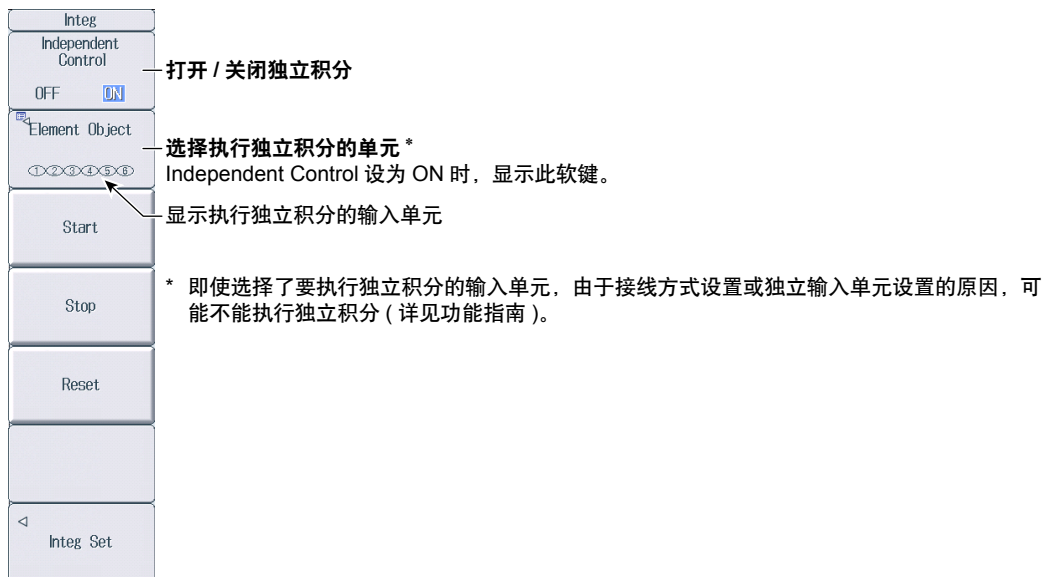 Integ
Independent
Control
OFF ON
打开 / 关闭独立积分
Element Object
①②③④⑤⑥
选择执行独立积分的单元 *
Independent Control 设为 ON 时，显示此软键。
显示执行独立积分的输入单元
Start
Stop
* 即使选择了要执行独立积分的输入单元，由于接线方式设置或独立输入单元设置的原因，可
能不能执行独立积分 ( 详见功能指南 )。
Reset
Integ Set